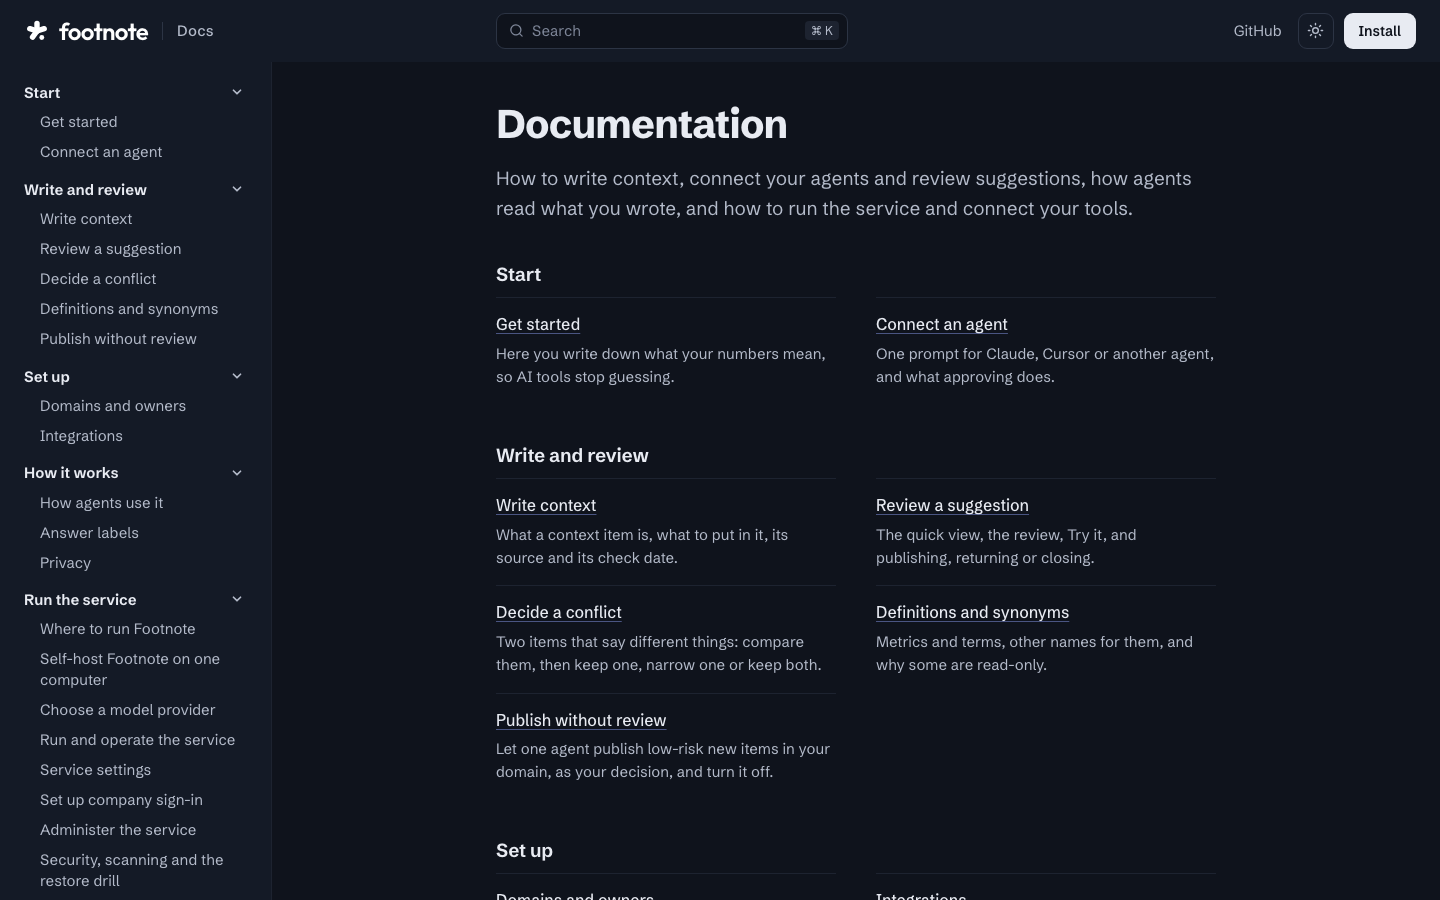 footnote
Docs
Search
⌘ K
GitHub
Install
Start
Get started
Connect an agent
Write and review
Write context
Review a suggestion
Decide a conflict
Definitions and synonyms
Publish without review
Set up
Domains and owners
Integrations
How it works
How agents use it
Answer labels
Privacy
Run the service
Where to run Footnote
Self-host Footnote on one
computer
Choose a model provider
Run and operate the service
Service settings
Set up company sign-in
Administer the service
Security, scanning and the
restore drill
Documentation
How to write context, connect your agents and review suggestions, how agents
read what you wrote, and how to run the service and connect your tools.
Start
Get started
Here you write down what your numbers mean,
so AI tools stop guessing.
Connect an agent
One prompt for Claude, Cursor or another agent,
and what approving does.
Write and review
Write context
What a context item is, what to put in it, its
source and its check date.
Review a suggestion
The quick view, the review, Try it, and
publishing, returning or closing.
Decide a conflict
Two items that say different things: compare
them, then keep one, narrow one or keep both.
Definitions and synonyms
Metrics and terms, other names for them, and
why some are read-only.
Publish without review
Let one agent publish low-risk new items in your
domain, as your decision, and turn it off.
Set up
Domains and owners
Integrations